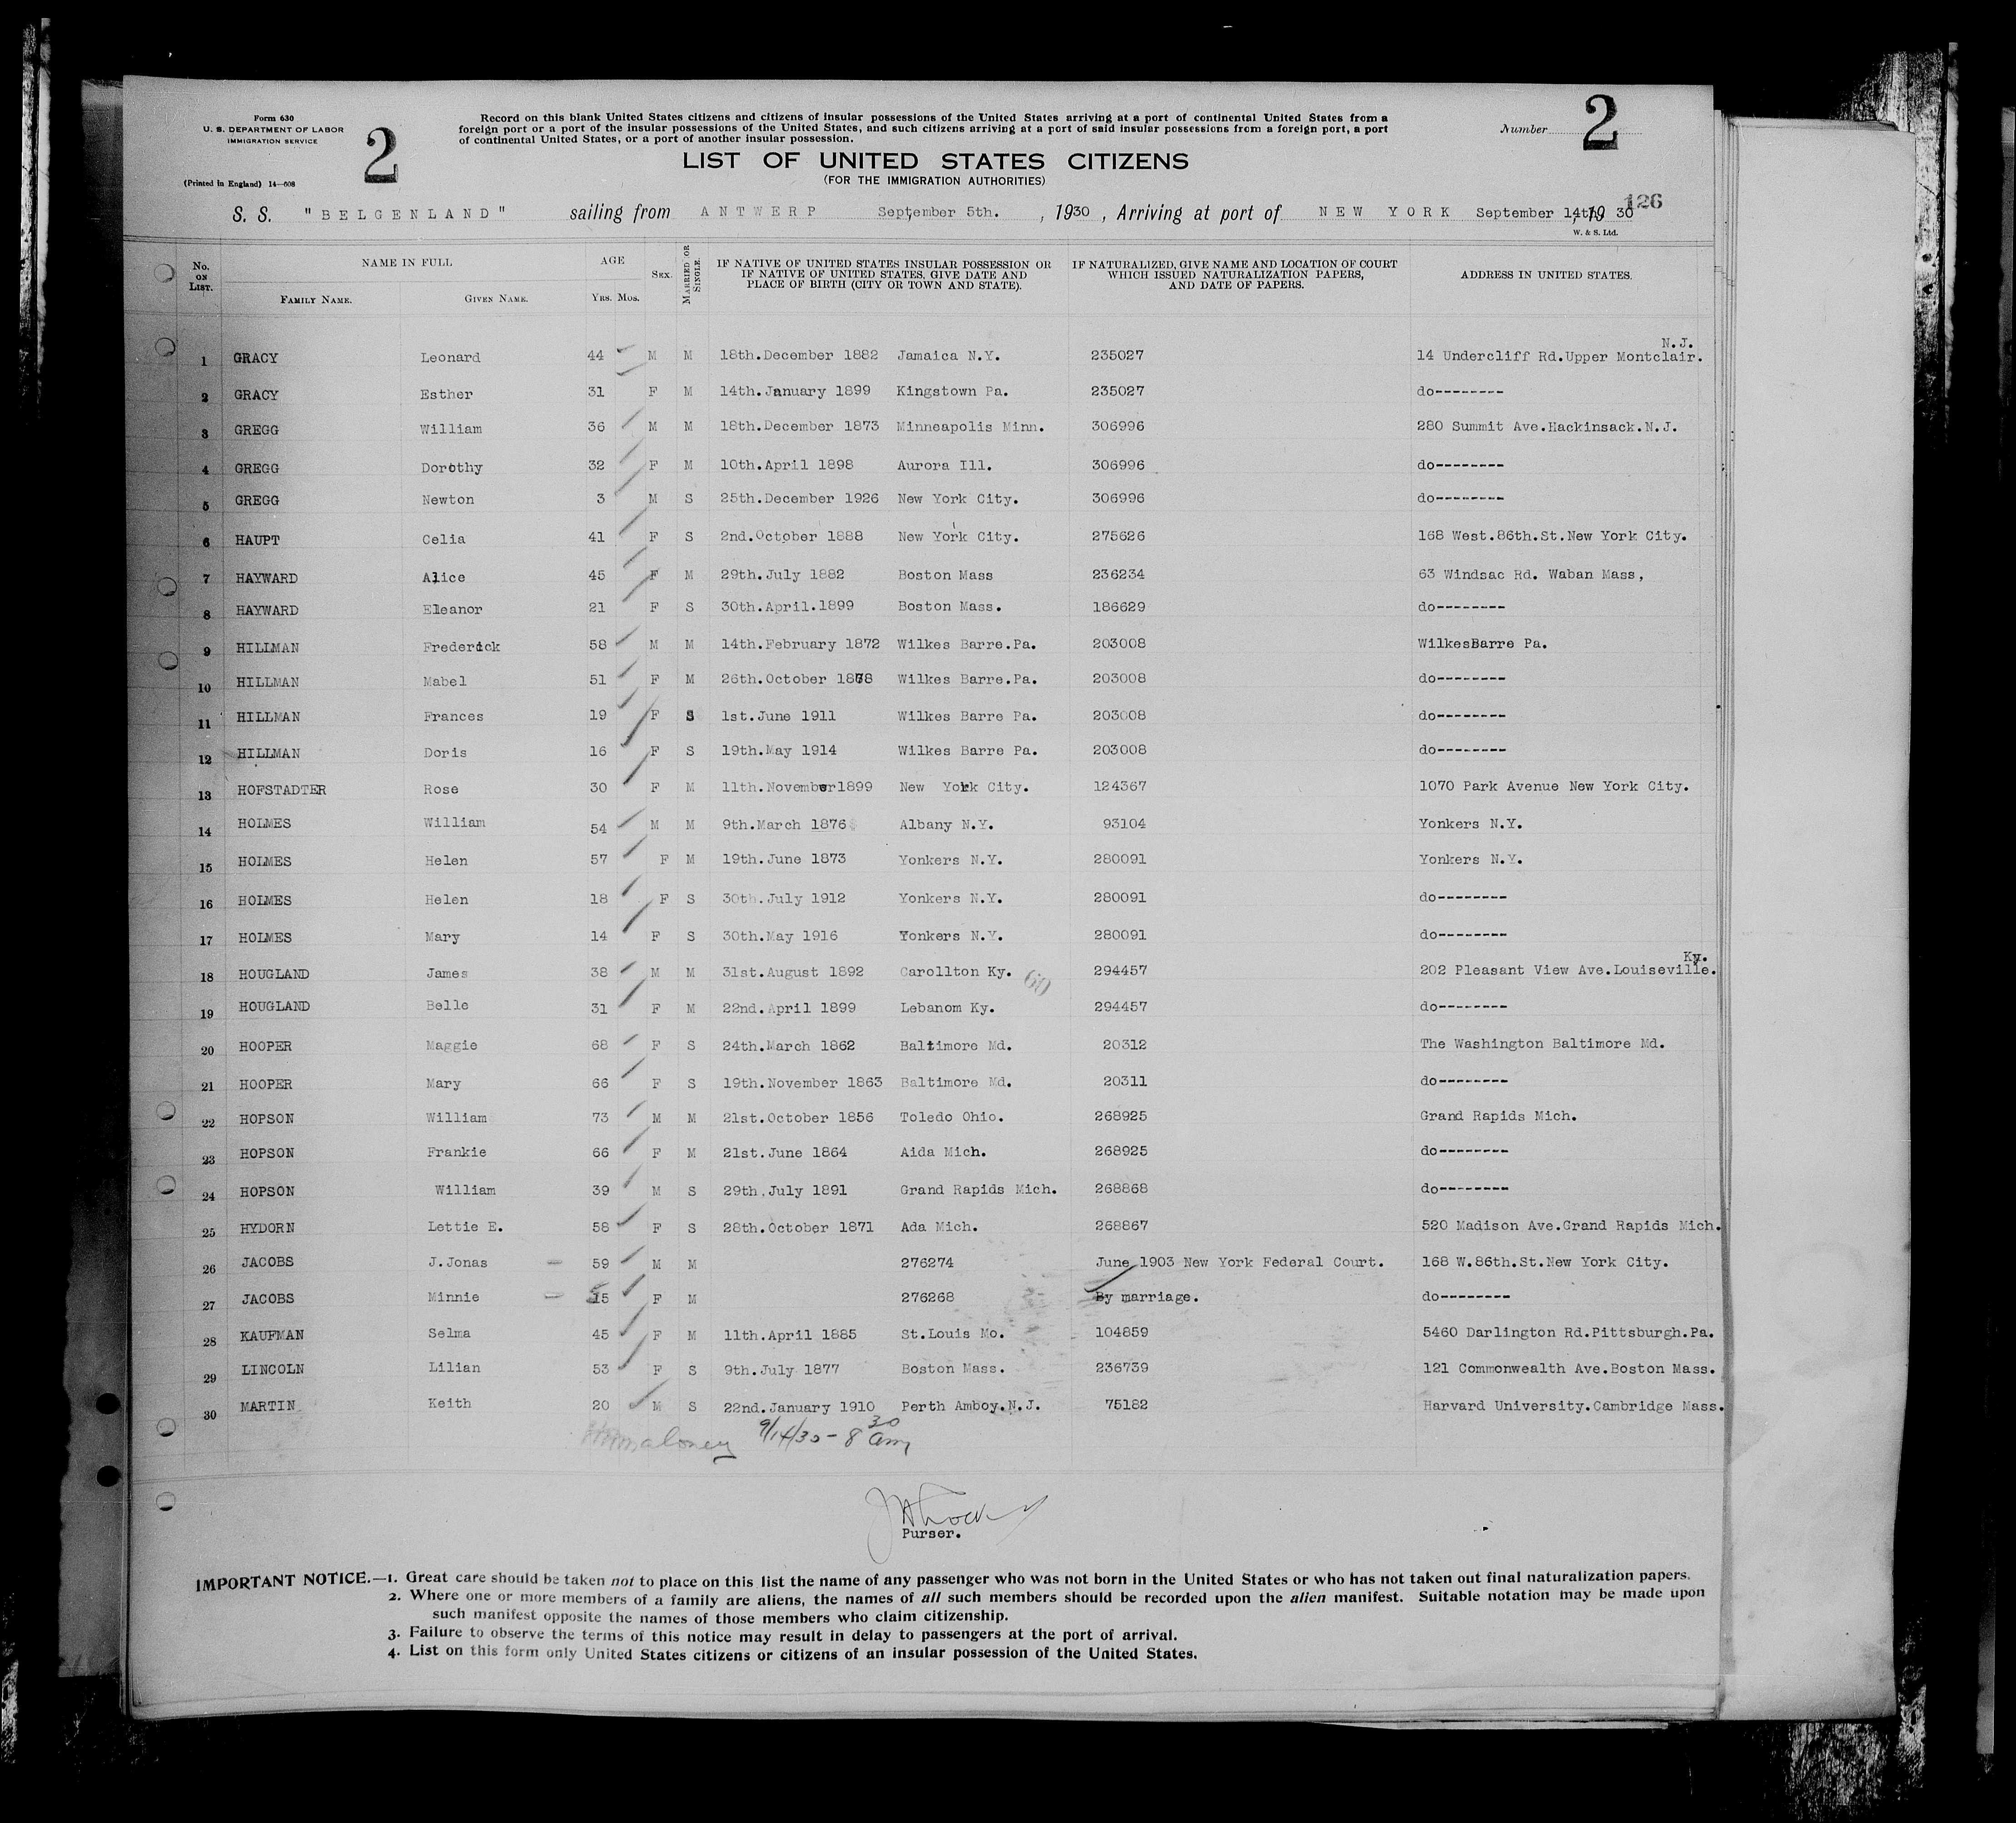 Form 630
U. S. DEPARTMENT OF LABOR
IMMIGRATION SERVICE
2
(Printed in England) 14—608
Record on this blank United States citizens and citizens of insular possessions of the United States arriving at a port of continental United States from a
foreign port or a port of the insular possessions of the United States, and such citizens arriving at a port of said insular possessions from a foreign port, a port
of continental United States, or a port of another insular possession.
Number 2
LIST OF UNITED STATES CITIZENS
(FOR THE IMMIGRATION AUTHORITIES)
126
S. S. "BELGENLAND" sailing from ANTWERP September 5th. , 1930 , Arriving at port of NEW YORK September 14th, 19 30
W. & S. Ltd.
No. on List. NAME IN FULL Family Name. Given Name. AGE Yrs. Mos. Sex. Married or Single. IF NATIVE OF UNITED STATES INSULAR POSSESSION OR IF NATIVE OF UNITED STATES, GIVE DATE AND PLACE OF BIRTH (CITY OR TOWN AND STATE). IF NATURALIZED, GIVE NAME AND LOCATION OF COURT WHICH ISSUED NATURALIZATION PAPERS, AND DATE OF PAPERS. ADDRESS IN UNITED STATES.
1 GRACY Leonard 44 M M 18th.December 1882 Jamaica N.Y. 235027 14 Undercliff Rd.Upper Montclair. N.J.
2 GRACY Esther 31 F M 14th.January 1899 Kingstown Pa. 235027 do--------
3 GREGG William 36 M M 18th.December 1873 Minneapolis Minn. 306996 280 Summit Ave.Hackinsack.N.J.
4 GREGG Dorothy 32 F M 10th.April 1898 Aurora Ill. 306996 do--------
5 GREGG Newton 3 M S 25th.December 1926 New York City. 306996 do--------
6 HAUPT Celia 41 F S 2nd.October 1888 New York City. 275626 168 West.86th.St.New York City.
7 HAYWARD Alice 45 F M 29th.July 1882 Boston Mass 236234 63 Windsac Rd. Waban Mass,
8 HAYWARD Eleanor 21 F S 30th.April.1899 Boston Mass. 186629 do--------
9 HILLMAN Frederick 58 M M 14th.February 1872 Wilkes Barre.Pa. 203008 WilkesBarre Pa.
10 HILLMAN Mabel 51 F M 26th.October 1878 Wilkes Barre.Pa. 203008 do--------
11 HILLMAN Frances 19 F S 1st.June 1911 Wilkes Barre Pa. 203008 do--------
12 HILLMAN Doris 16 F S 19th.May 1914 Wilkes Barre Pa. 203008 do--------
13 HOFSTADTER Rose 30 F M 11th.November1899 New York City. 124367 1070 Park Avenue New York City.
14 HOLMES William 54 M M 9th.March 1876 Albany N.Y. 93104 Yonkers N.Y.
15 HOLMES Helen 57 F M 19th.June 1873 Yonkers N.Y. 280091 Yonkers N.Y.
16 HOLMES Helen 18 F S 30th.July 1912 Yonkers N.Y. 280091 do--------
17 HOLMES Mary 14 F S 30th.May 1916 Yonkers N.Y. 280091 do--------
18 HOUGLAND James 38 M M 31st.August 1892 Carollton Ky. 60 294457 202 Pleasant View Ave.Louiseville. Ky.
19 HOUGLAND Belle 31 F M 22nd.April 1899 Lebanom Ky. 294457 do--------
20 HOOPER Maggie 68 F S 24th.March 1862 Baltimore Md. 20312 The Washington Baltimore Md.
21 HOOPER Mary 66 F S 19th.November 1863 Baltimore Md. 20311 do--------
22 HOPSON William 73 M M 21st.October 1856 Toledo Ohio. 268925 Grand Rapids Mich.
23 HOPSON Frankie 66 F M 21st.June 1864 Aida Mich. 268925 do--------
24 HOPSON William 39 M S 29th.July 1891 Grand Rapids Mich. 268868 do--------
25 HYDORN Lettie E. 58 F S 28th.October 1871 Ada Mich. 268867 520 Madison Ave.Grand Rapids Mich.
26 JACOBS J.Jonas 59 M M 276274 June 1903 New York Federal Court. 168 W.86th.St.New York City.
27 JACOBS Minnie F M 276268 By marriage. do--------
28 KAUFMAN Selma 45 F M 11th.April 1885 St.Louis Mo. 104859 5460 Darlington Rd.Pittsburgh.Pa.
29 LINCOLN Lilian 53 F S 9th.July 1877 Boston Mass. 236739 121 Commonwealth Ave.Boston Mass.
30 MARTIN Keith 20 M S 22nd.January 1910 Perth Amboy.N.J. 75182 Harvard University.Cambridge Mass.
9/14/30 - 8 30 am
Purser.
IMPORTANT NOTICE.—1. Great care should be taken not to place on this list the name of any passenger who was not born in the United States or who has not taken out final naturalization papers.
2. Where one or more members of a family are aliens, the names of all such members should be recorded upon the alien manifest. Suitable notation may be made upon
such manifest opposite the names of those members who claim citizenship.
3. Failure to observe the terms of this notice may result in delay to passengers at the port of arrival.
4. List on this form only United States citizens or citizens of an insular possession of the United States.